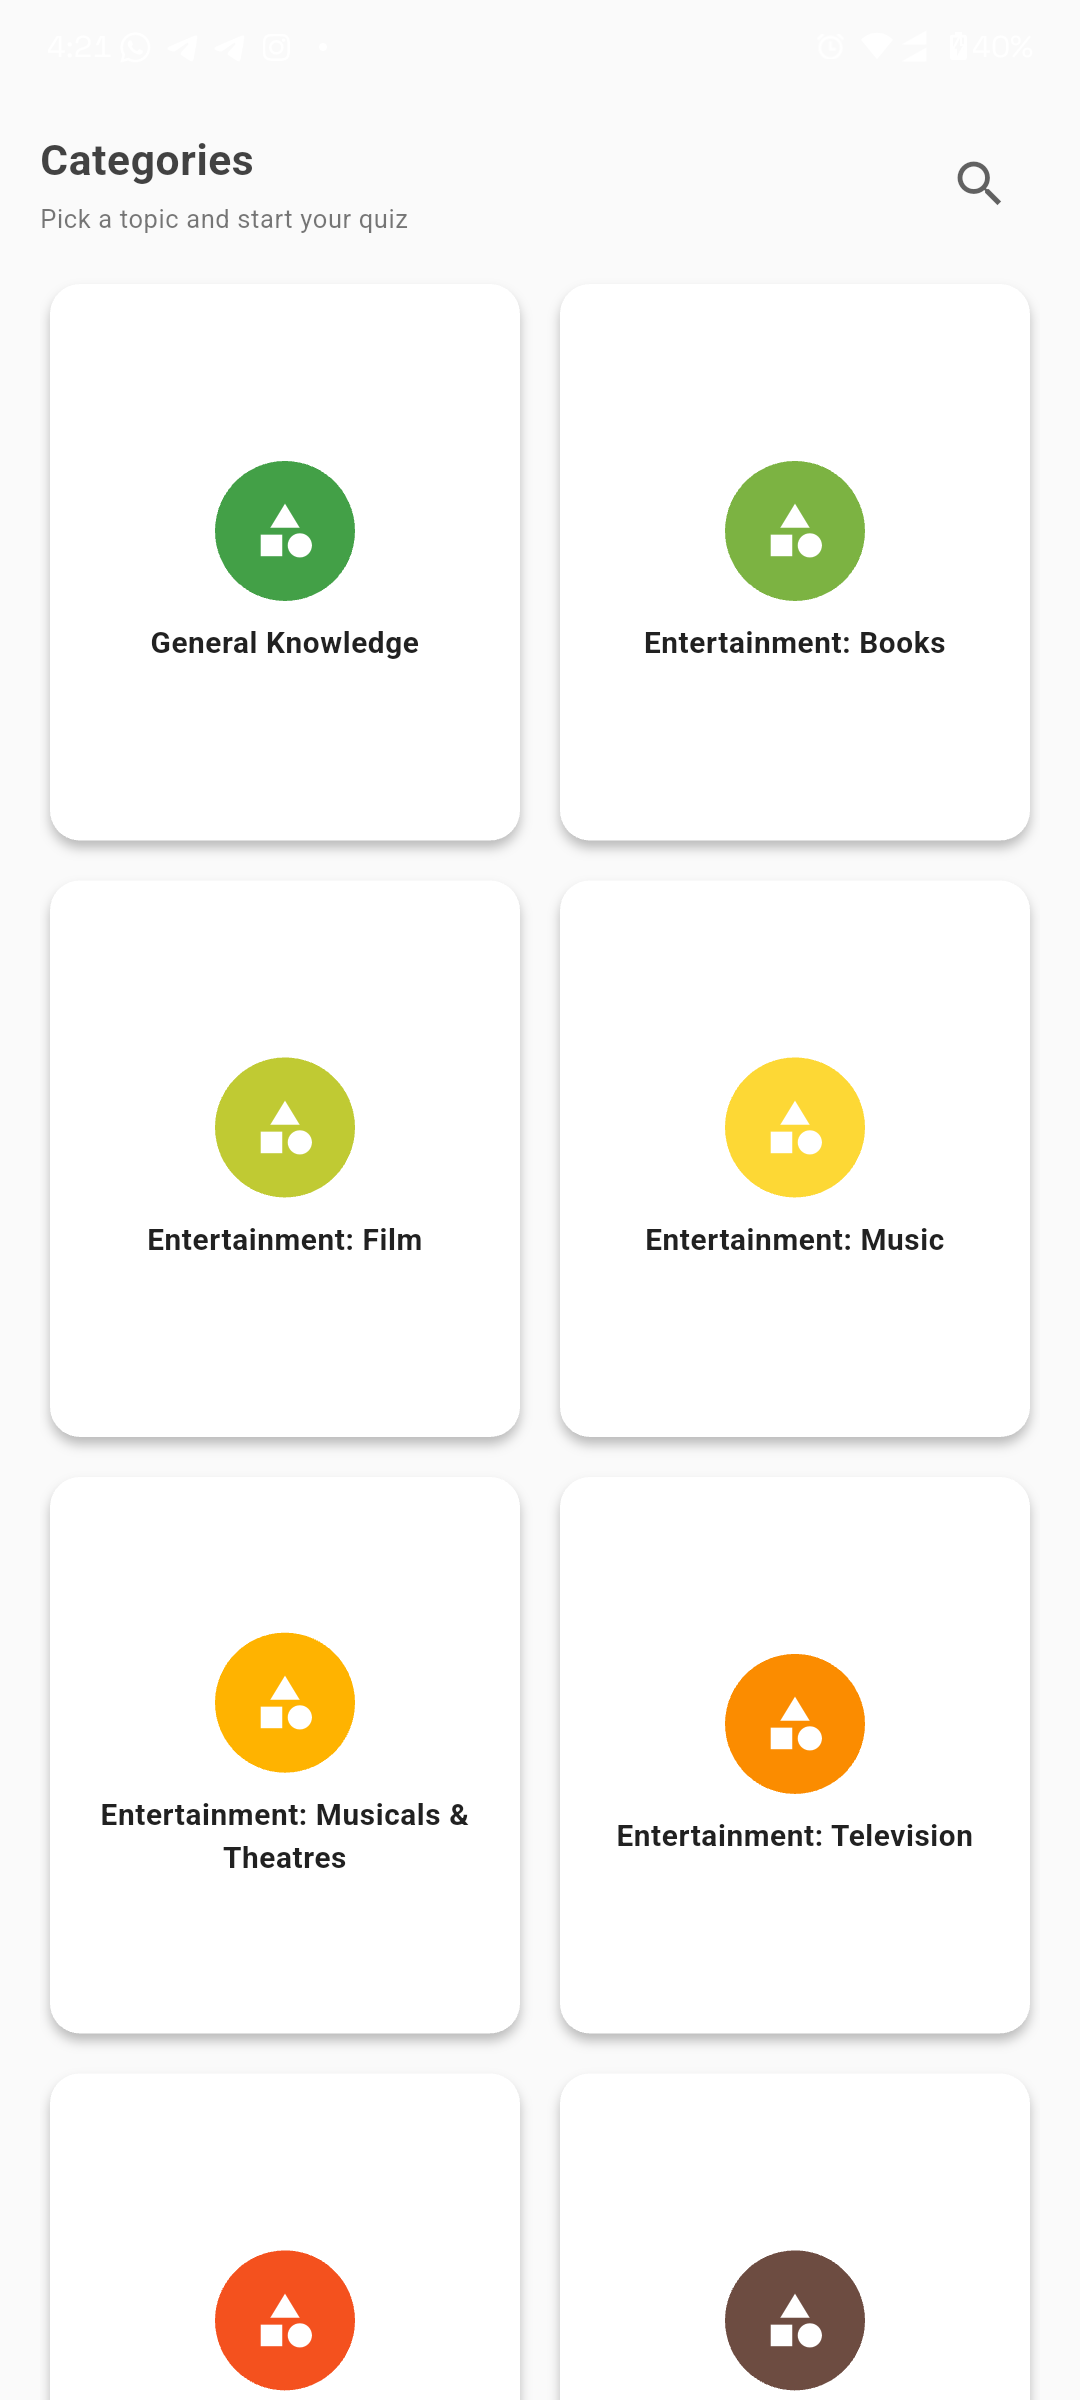 4:21 40%
Categories
Pick a topic and start your quiz
General Knowledge
Entertainment: Books
Entertainment: Film
Entertainment: Music
Entertainment: Musicals &
Theatres
Entertainment: Television